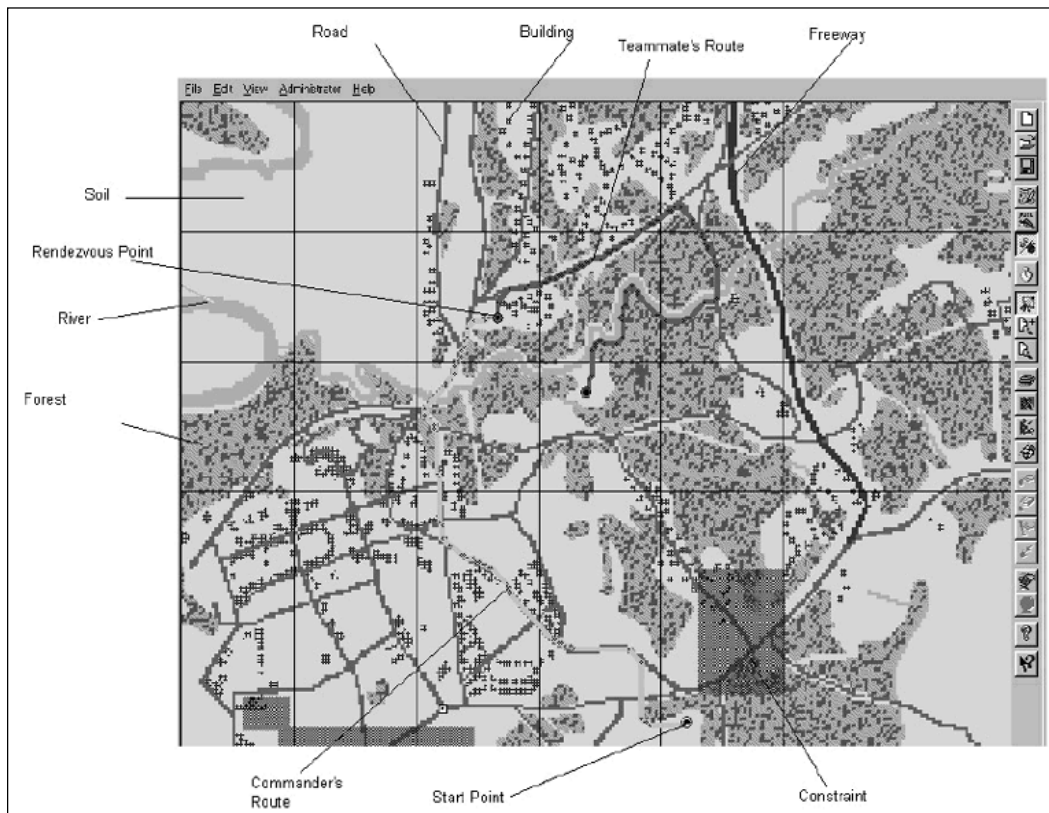 Road
Building
Teammate's Route
Freeway
File Edit View Administrator Help
Soil
Rendezvous Point
River
Forest
Commander's
Route
Start Point
Constraint